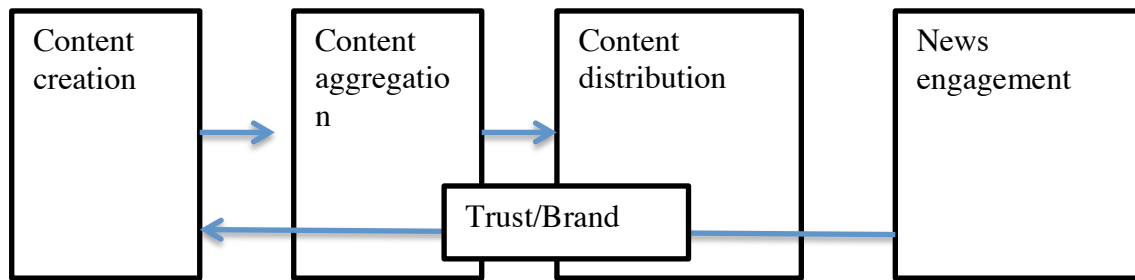 Content
creation
Content
aggregatio
n
Content
distribution
News
engagement
Trust/Brand